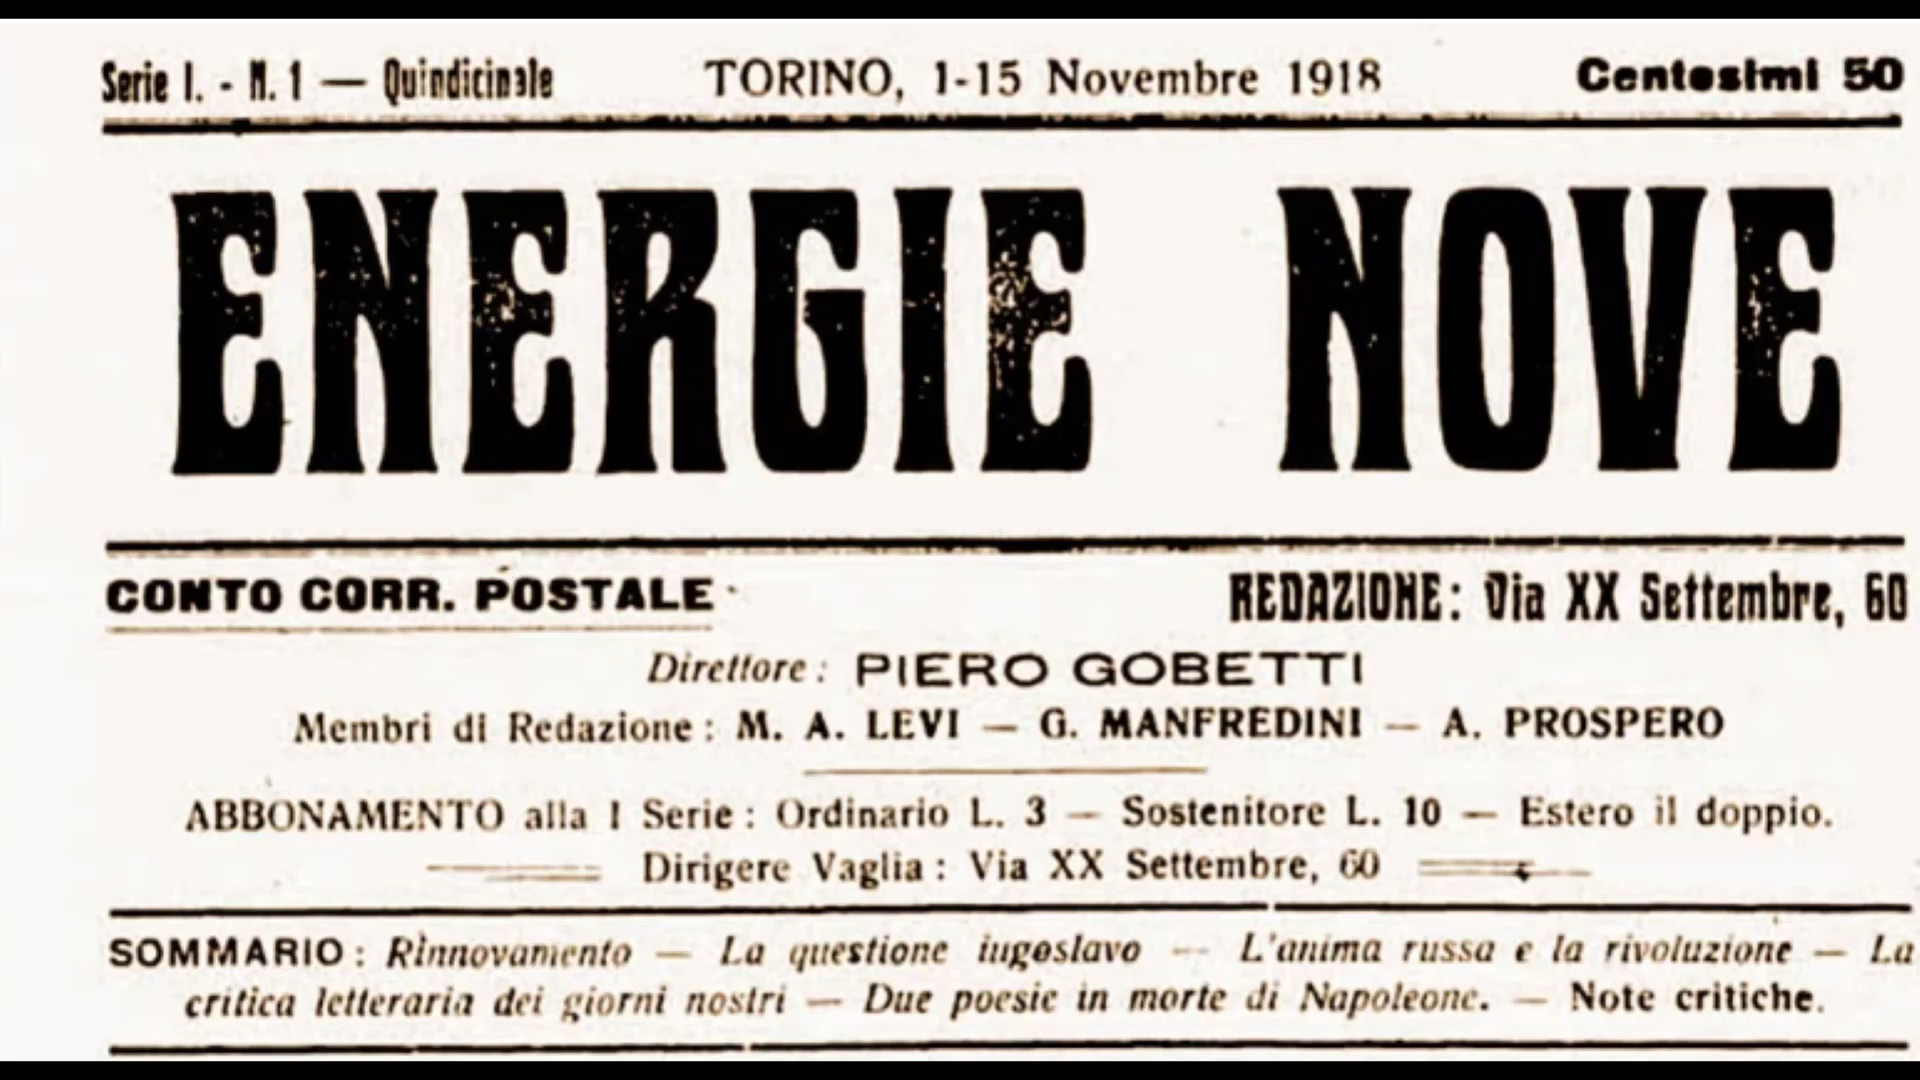 Serie I. - N. 1 — Quindicinale TORINO, 1-15 Novembre 1918 Centesimi 50
ENERGIE NOVE
CONTO CORR. POSTALE REDAZIONE: Via XX Settembre, 60
Direttore: PIERO GOBETTI
Membri di Redazione: M. A. LEVI — G. MANFREDINI — A. PROSPERO
ABBONAMENTO alla I Serie: Ordinario L. 3 — Sostenitore L. 10 — Estero il doppio.
Dirigere Vaglia: Via XX Settembre, 60
SOMMARIO: Rinnovamento — La questione iugoslavo — L'anima russa e la rivoluzione — La
critica letteraria dei giorni nostri — Due poesie in morte di Napoleone. — Note critiche.